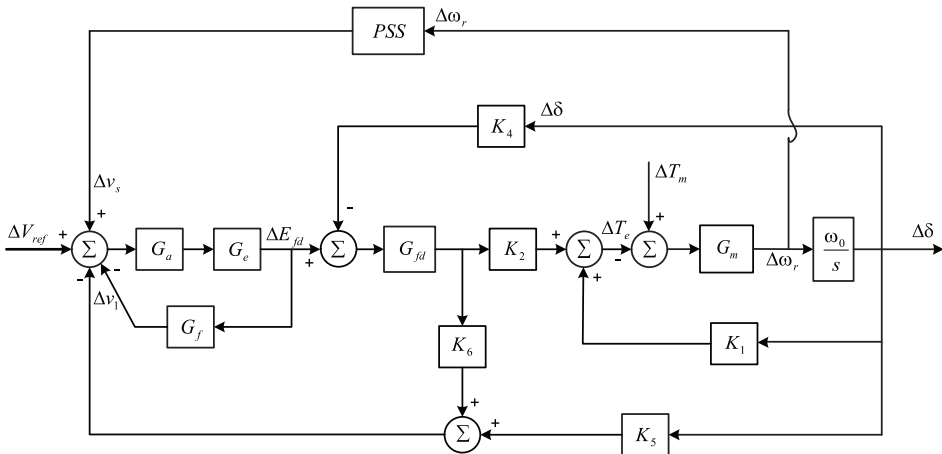 PSS
Δω_r
K_4
Δδ
Δv_s
+
-
ΔT_m
ΔV_ref
+
Σ
G_a
G_e
ΔE_fd
+
Σ
G_fd
K_2
+
Σ
ΔT_e
-
+
Σ
G_m
Δω_r
ω_0
s
Δδ
-
-
Δv_1
G_f
+
K_6
K_1
+
Σ
+
K_5